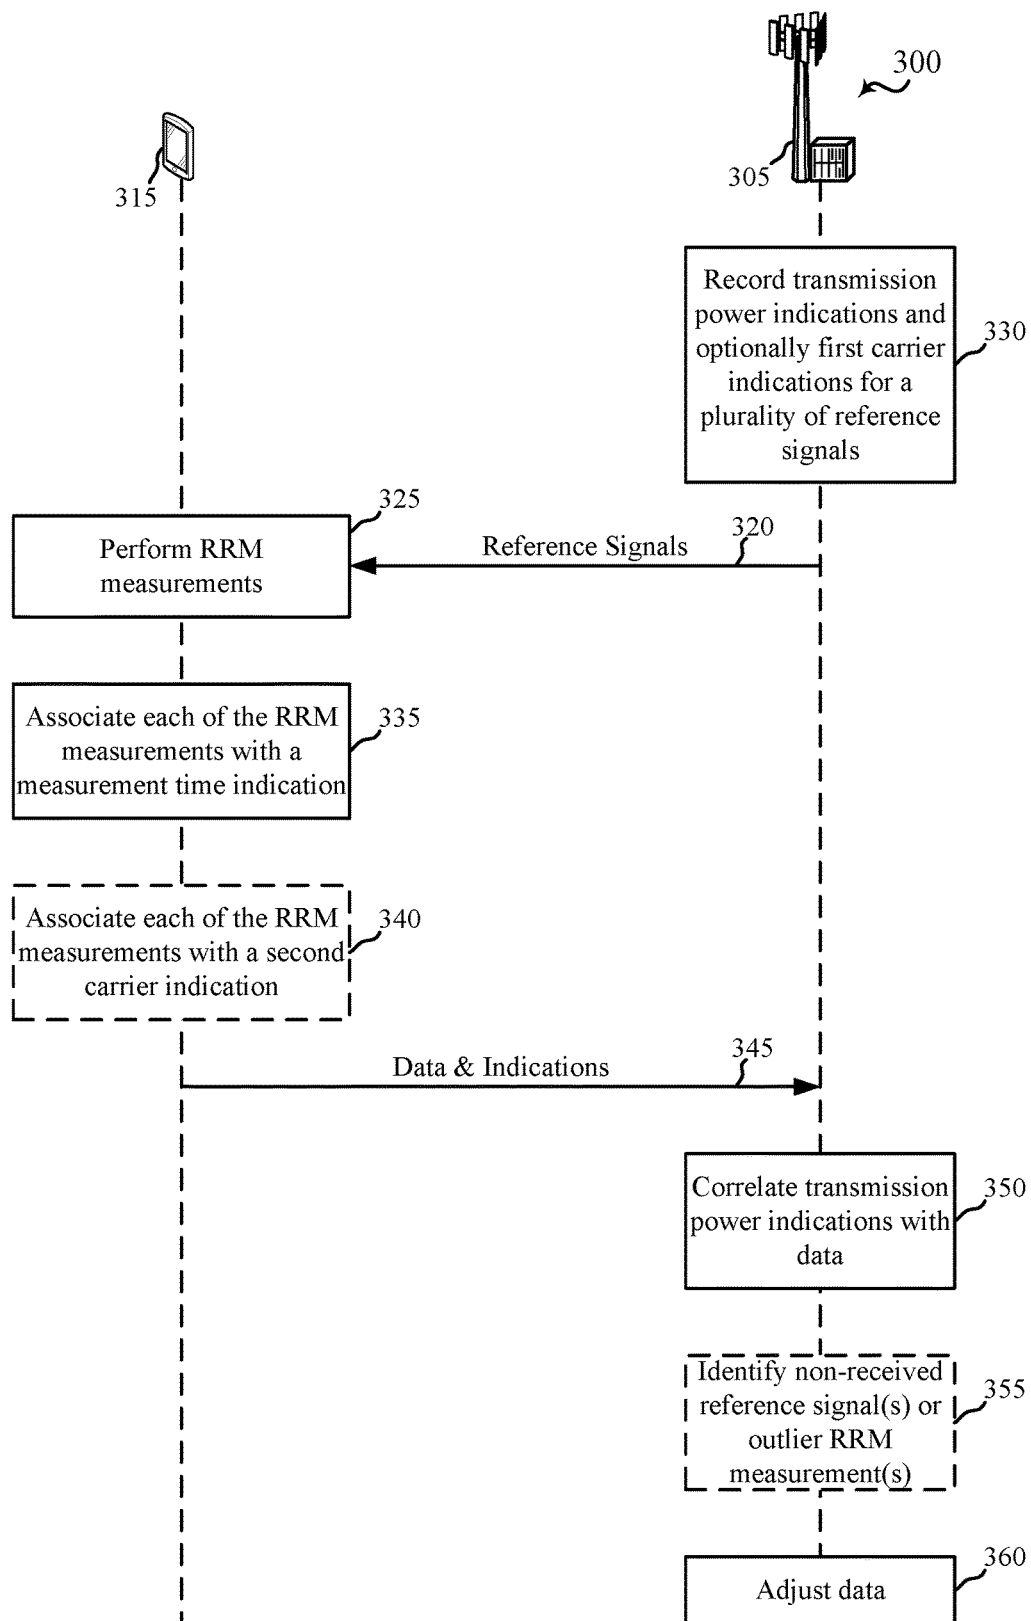 300
315
305
Record transmission
power indications and
optionally first carrier
indications for a
plurality of reference
signals
330
325
Perform RRM
measurements
Reference Signals
320
Associate each of the RRM
measurements with a
measurement time indication
335
Associate each of the RRM
measurements with a second
carrier indication
340
Data & Indications
345
Correlate transmission
power indications with
data
350
Identify non-received
reference signal(s) or
outlier RRM
measurement(s)
355
Adjust data
360